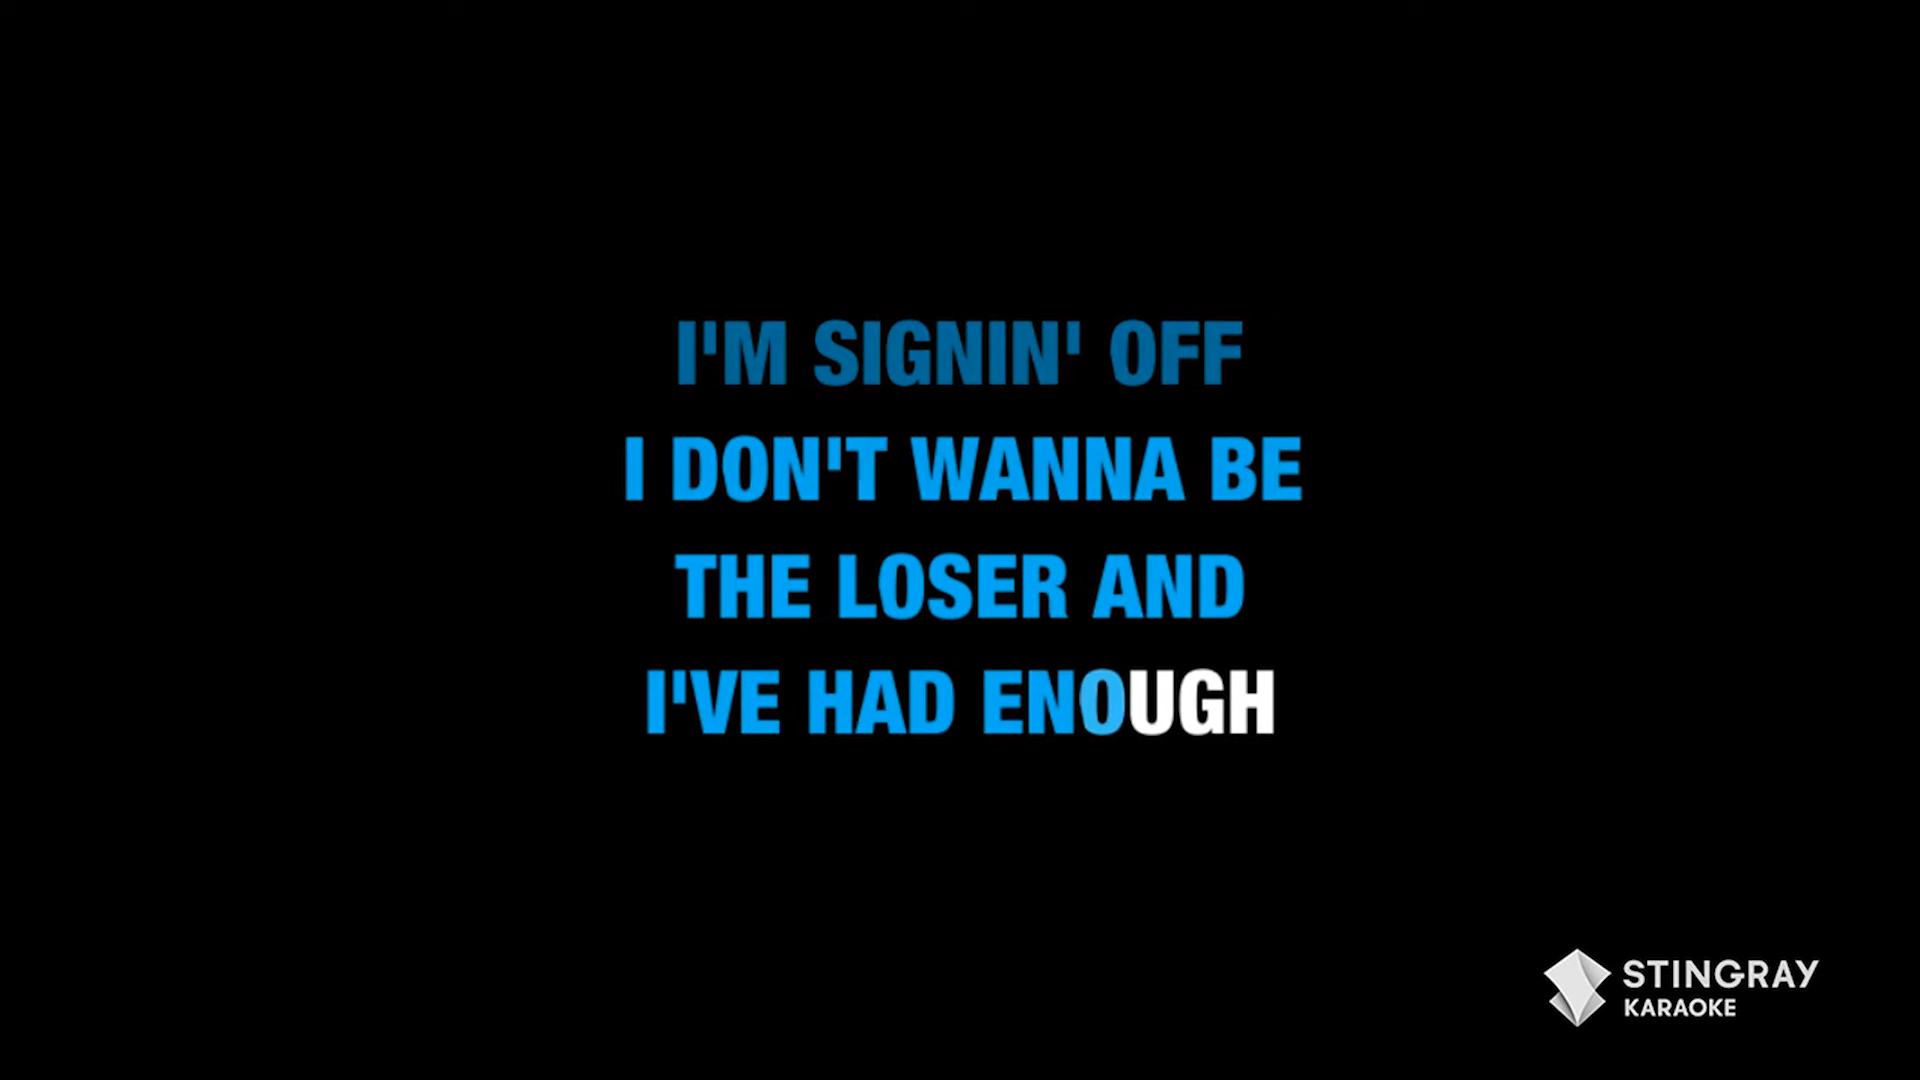 I'M SIGNIN' OFF
I DON'T WANNA BE
THE LOSER AND
I'VE HAD ENOUGH
STINGRAY
KARAOKE